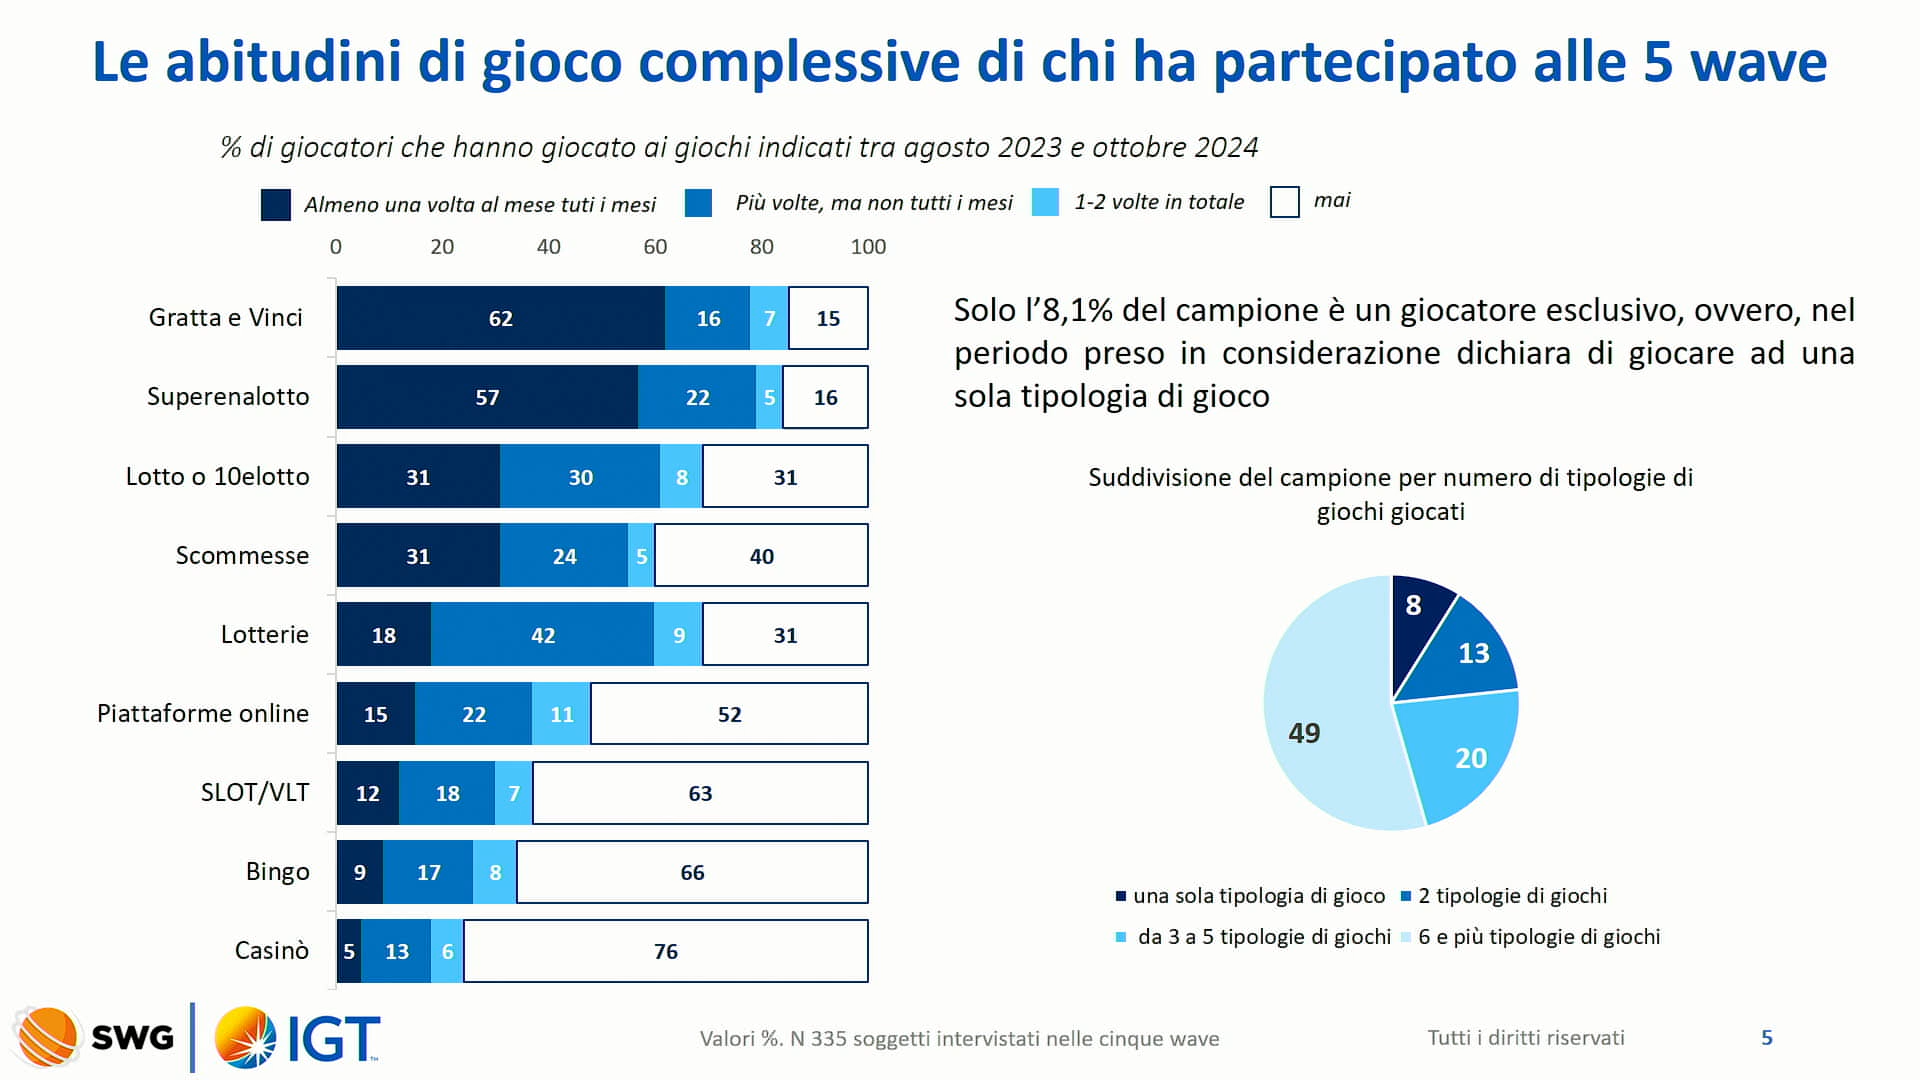 Le abitudini di gioco complessive di chi ha partecipato alle 5 wave
% di giocatori che hanno giocato ai giochi indicati tra agosto 2023 e ottobre 2024
Almeno una volta al mese tuti i mesi Più volte, ma non tutti i mesi 1-2 volte in totale mai
0 20 40 60 80 100
Gratta e Vinci 62 16 7 15
Superenalotto 57 22 5 16
Lotto o 10elotto 31 30 8 31
Scommesse 31 24 5 40
Lotterie 18 42 9 31
Piattaforme online 15 22 11 52
SLOT/VLT 12 18 7 63
Bingo 9 17 8 66
Casinò 5 13 6 76
Solo l'8,1% del campione è un giocatore esclusivo, ovvero, nel
periodo preso in considerazione dichiara di giocare ad una
sola tipologia di gioco
Suddivisione del campione per numero di tipologie di
giochi giocati
8
13
20
49
una sola tipologia di gioco 2 tipologie di giochi
da 3 a 5 tipologie di giochi 6 e più tipologie di giochi
SWG IGT™
Valori %. N 335 soggetti intervistati nelle cinque wave
Tutti i diritti riservati
5